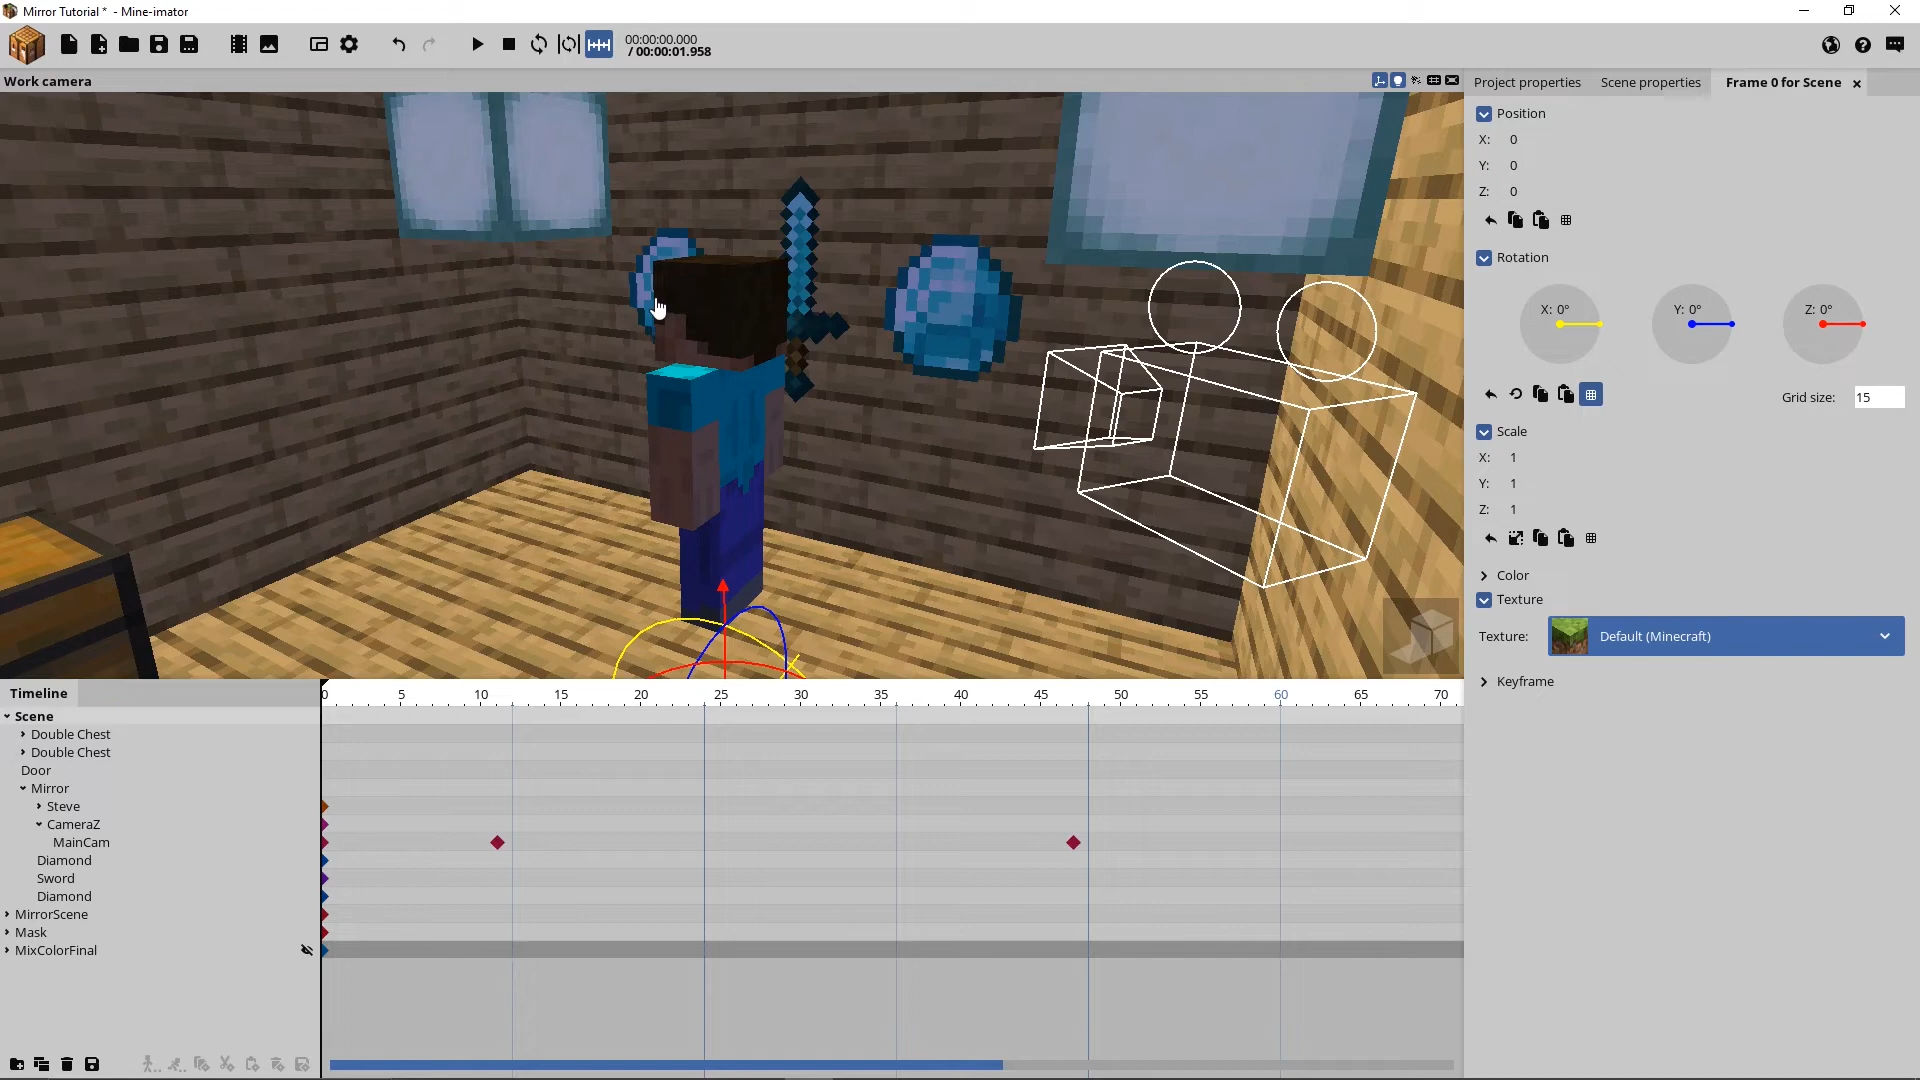 Mirror Tutorial * - Mine-imator
00:00:00.000
/ 00:00:01.958
Work camera
Project properties
Scene properties
Frame 0 for Scene
Position
X: 0
Y: 0
Z: 0
Rotation
X: 0°
Y: 0°
Z: 0°
Grid size: 15
Scale
X: 1
Y: 1
Z: 1
Color
Texture
Texture: Default (Minecraft)
Keyframe
Timeline
0 5 10 15 20 25 30 35 40 45 50 55 60 65 70
Scene
Double Chest
Double Chest
Door
Mirror
Steve
CameraZ
MainCam
Diamond
Sword
Diamond
MirrorScene
Mask
MixColorFinal